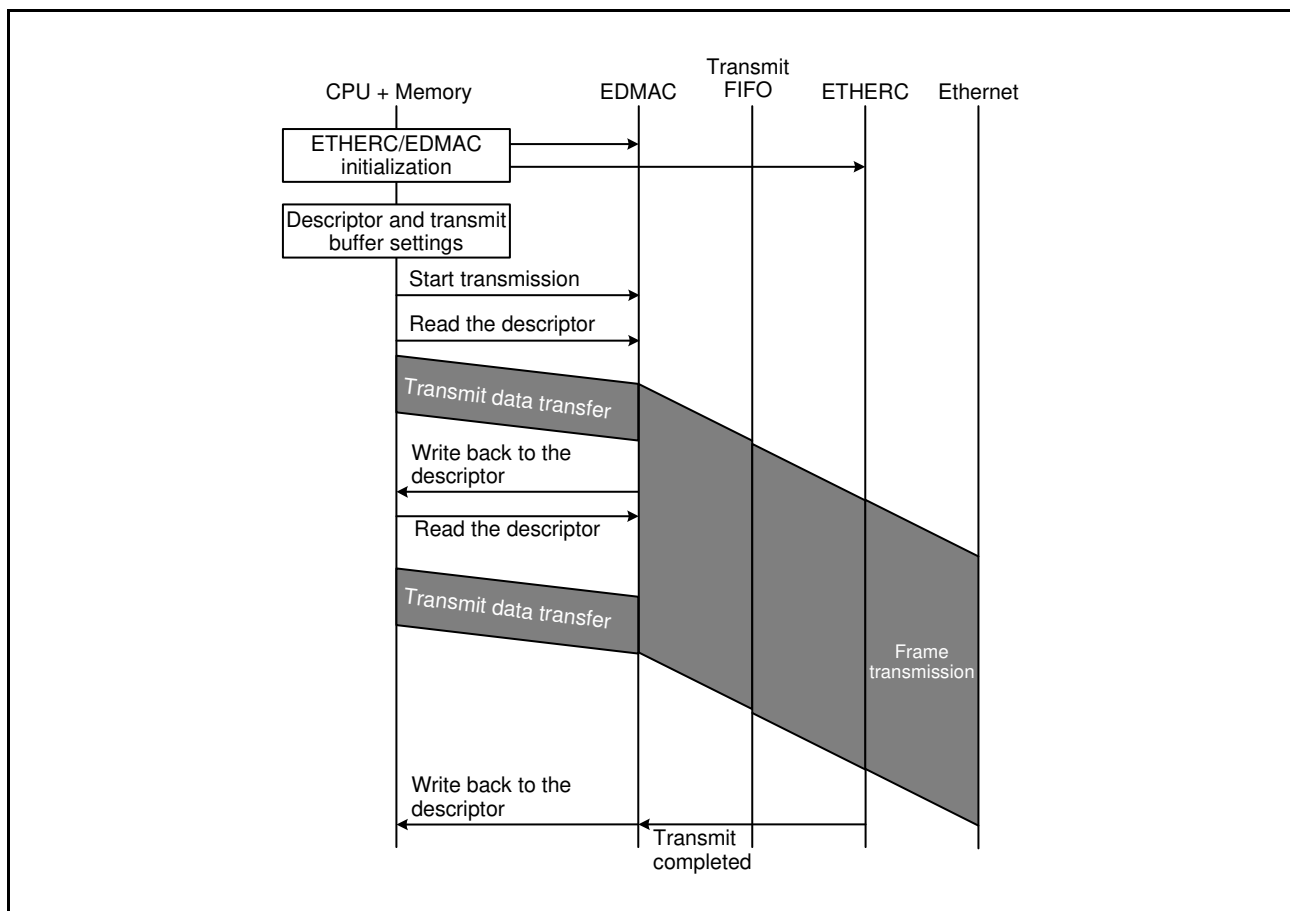 Transmit
FIFO
CPU + Memory
EDMAC
ETHERC
Ethernet
ETHERC/EDMAC
initialization
Descriptor and transmit
buffer settings
Start transmission
Read the descriptor
Transmit data transfer
Write back to the
descriptor
Read the descriptor
Transmit data transfer
Frame
transmission
Write back to the
descriptor
Transmit
completed